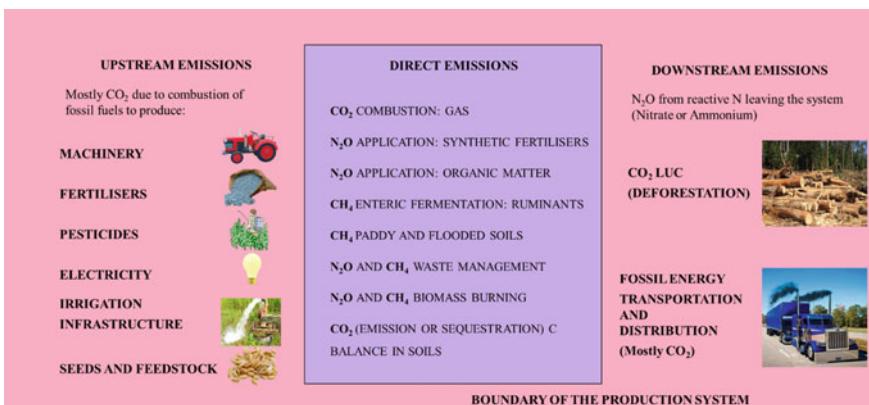 UPSTREAM EMISSIONS
Mostly CO₂ due to combustion of
fossil fuels to produce:
MACHINERY
FERTILISERS
PESTICIDES
ELECTRICITY
IRRIGATION
INFRASTRUCTURE
SEEDS AND FEEDSTOCK
DIRECT EMISSIONS
CO₂ COMBUSTION: GAS
N₂O APPLICATION: SYNTHETIC FERTILISERS
N₂O APPLICATION: ORGANIC MATTER
CH₄ ENTERIC FERMENTATION: RUMINANTS
CH₄ PADDY AND FLOODED SOILS
N₂O AND CH₄ WASTE MANAGEMENT
N₂O AND CH₄ BIOMASS BURNING
CO₂ (EMISSION OR SEQUESTRATION) C
BALANCE IN SOILS
DOWNSTREAM EMISSIONS
N₂O from reactive N leaving the system
(Nitrate or Ammonium)
CO₂ LUC
(DEFORESTATION)
FOSSIL ENERGY
TRANSPORTATION
AND
DISTRIBUTION
(Mostly CO₂)
BOUNDARY OF THE PRODUCTION SYSTEM